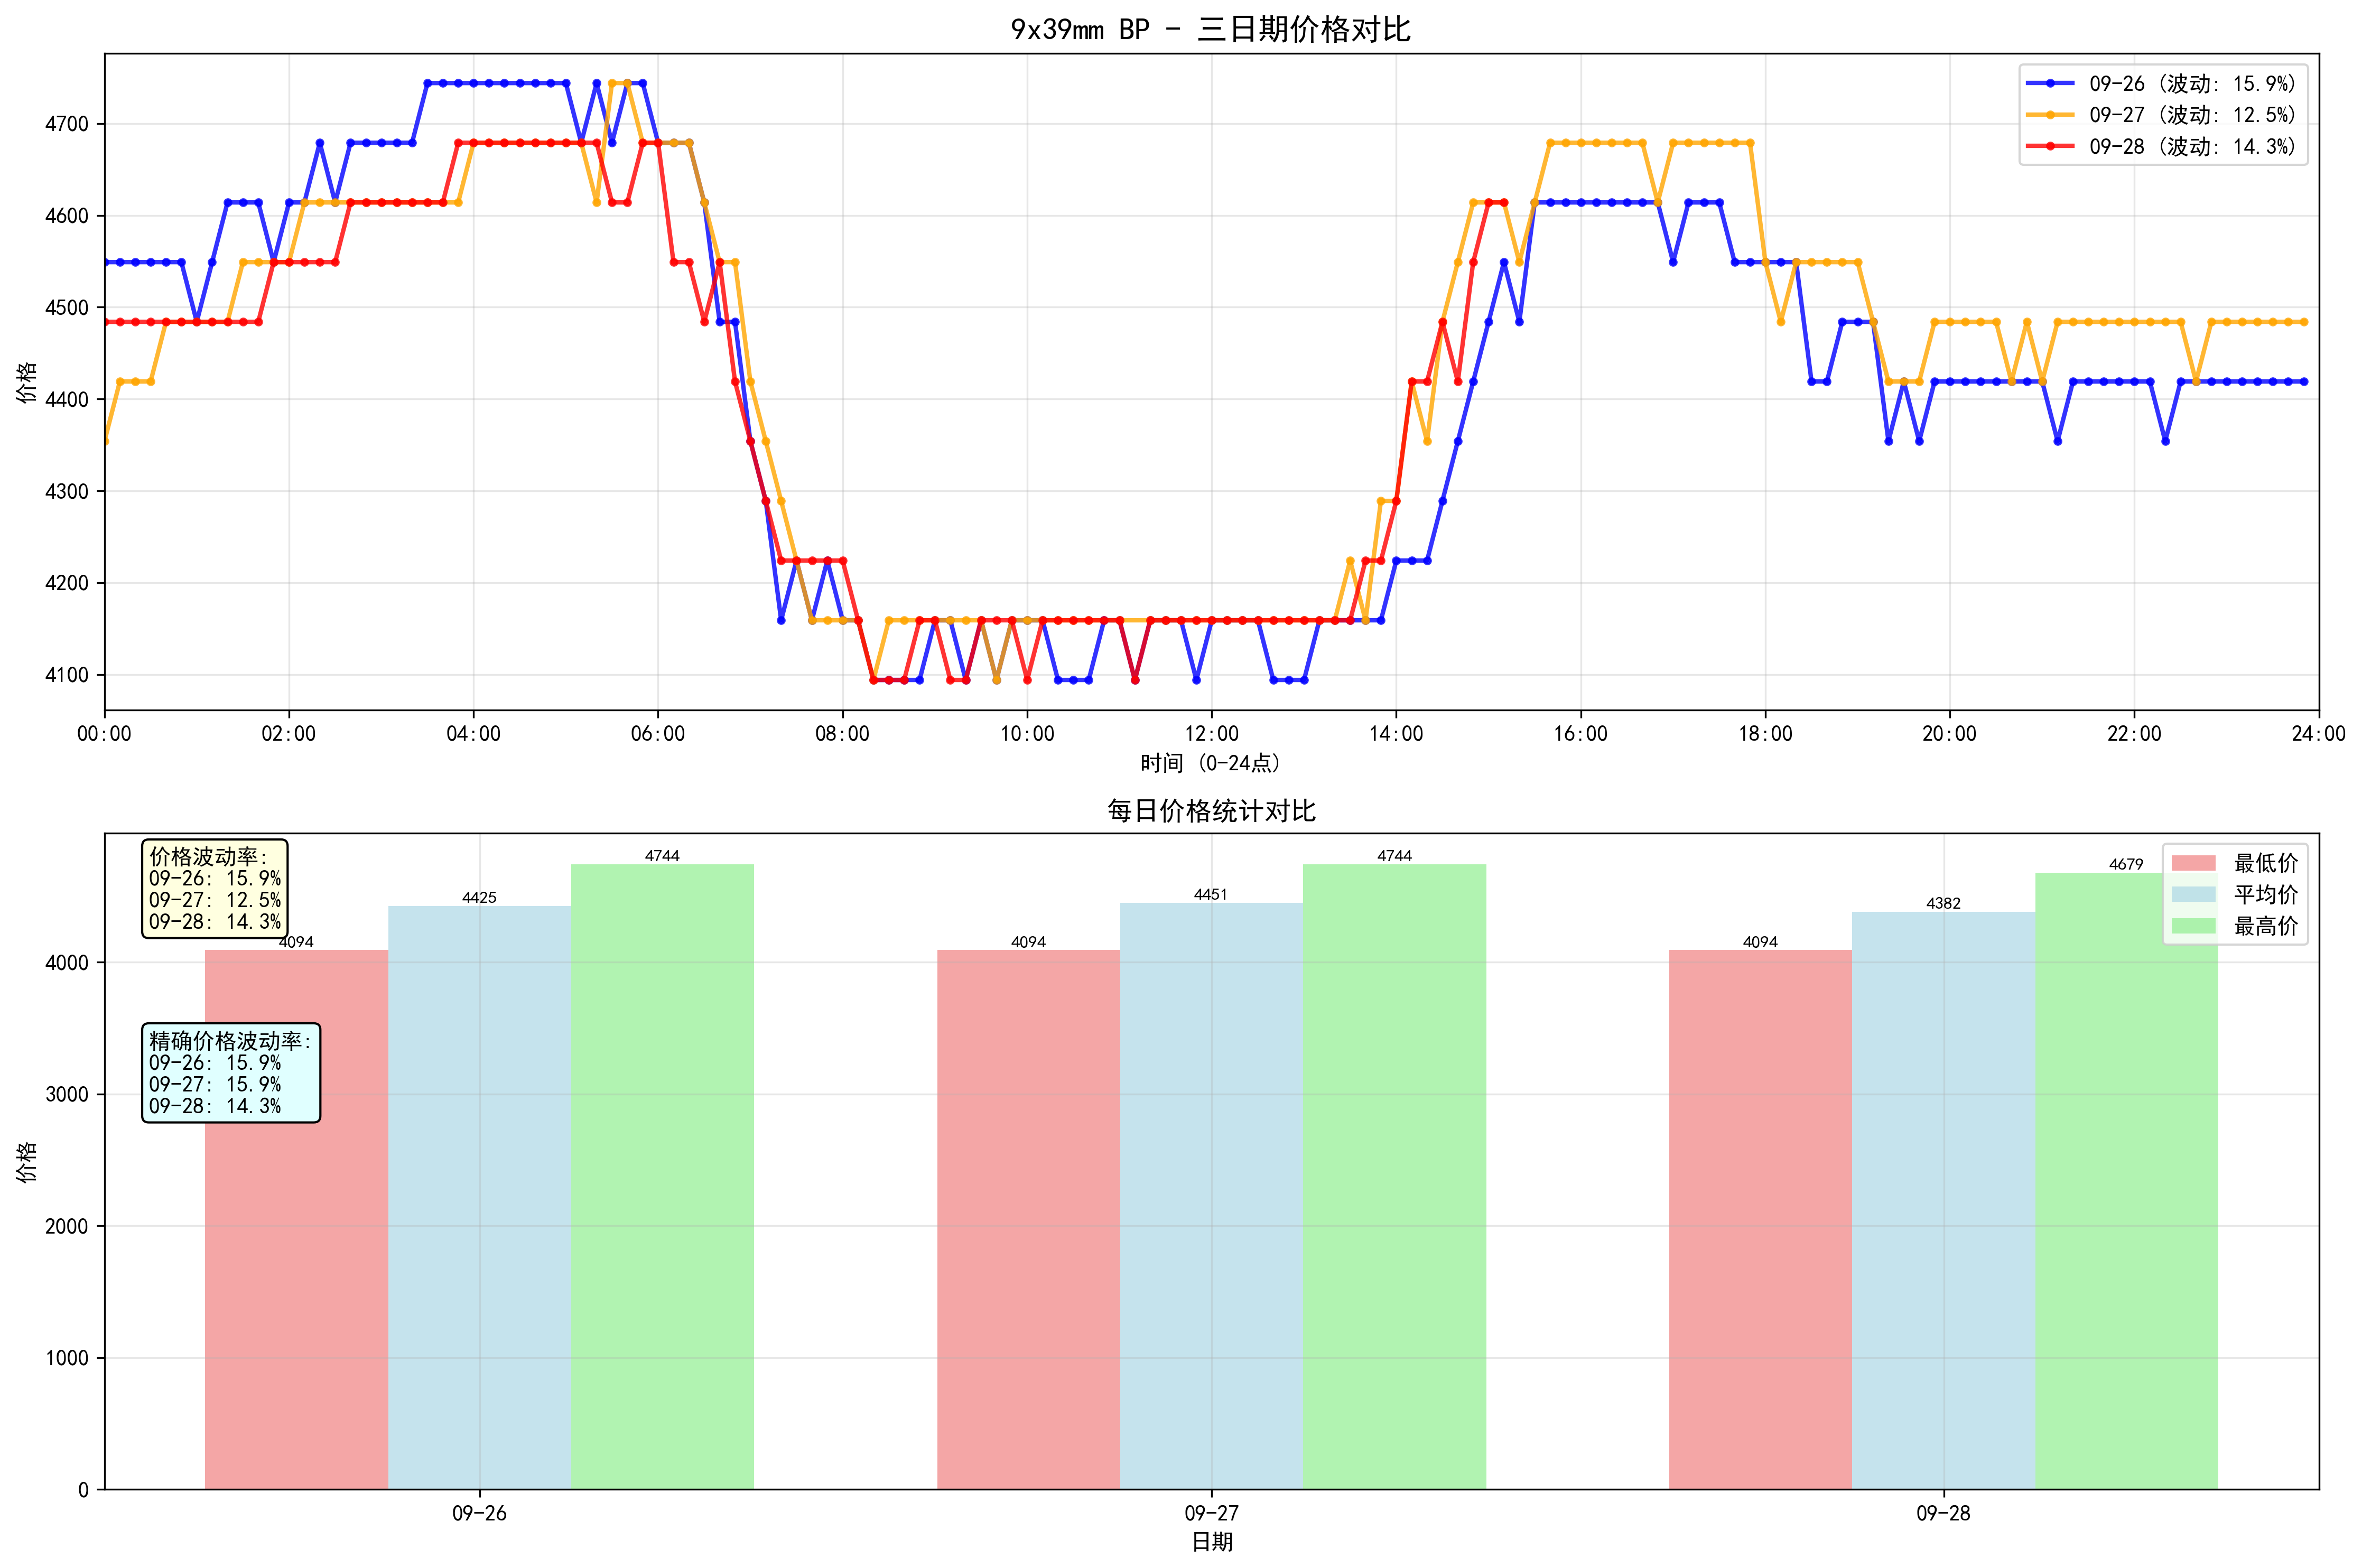 9x39mm BP - 三日期价格对比
09-26 (波动: 15.9%)
09-27 (波动: 12.5%)
09-28 (波动: 14.3%)
4700
4600
4500
4400
4300
4200
4100
价格
00:00 02:00 04:00 06:00 08:00 10:00 12:00 14:00 16:00 18:00 20:00 22:00 24:00
时间 (0-24点)
每日价格统计对比
价格波动率:
09-26: 15.9%
09-27: 12.5%
09-28: 14.3%
精确价格波动率:
09-26: 15.9%
09-27: 15.9%
09-28: 14.3%
4094 4425 4744 4094 4451 4744 4094 4382 4679
最低价
平均价
最高价
4000
3000
2000
1000
0
价格
09-26 09-27 09-28
日期